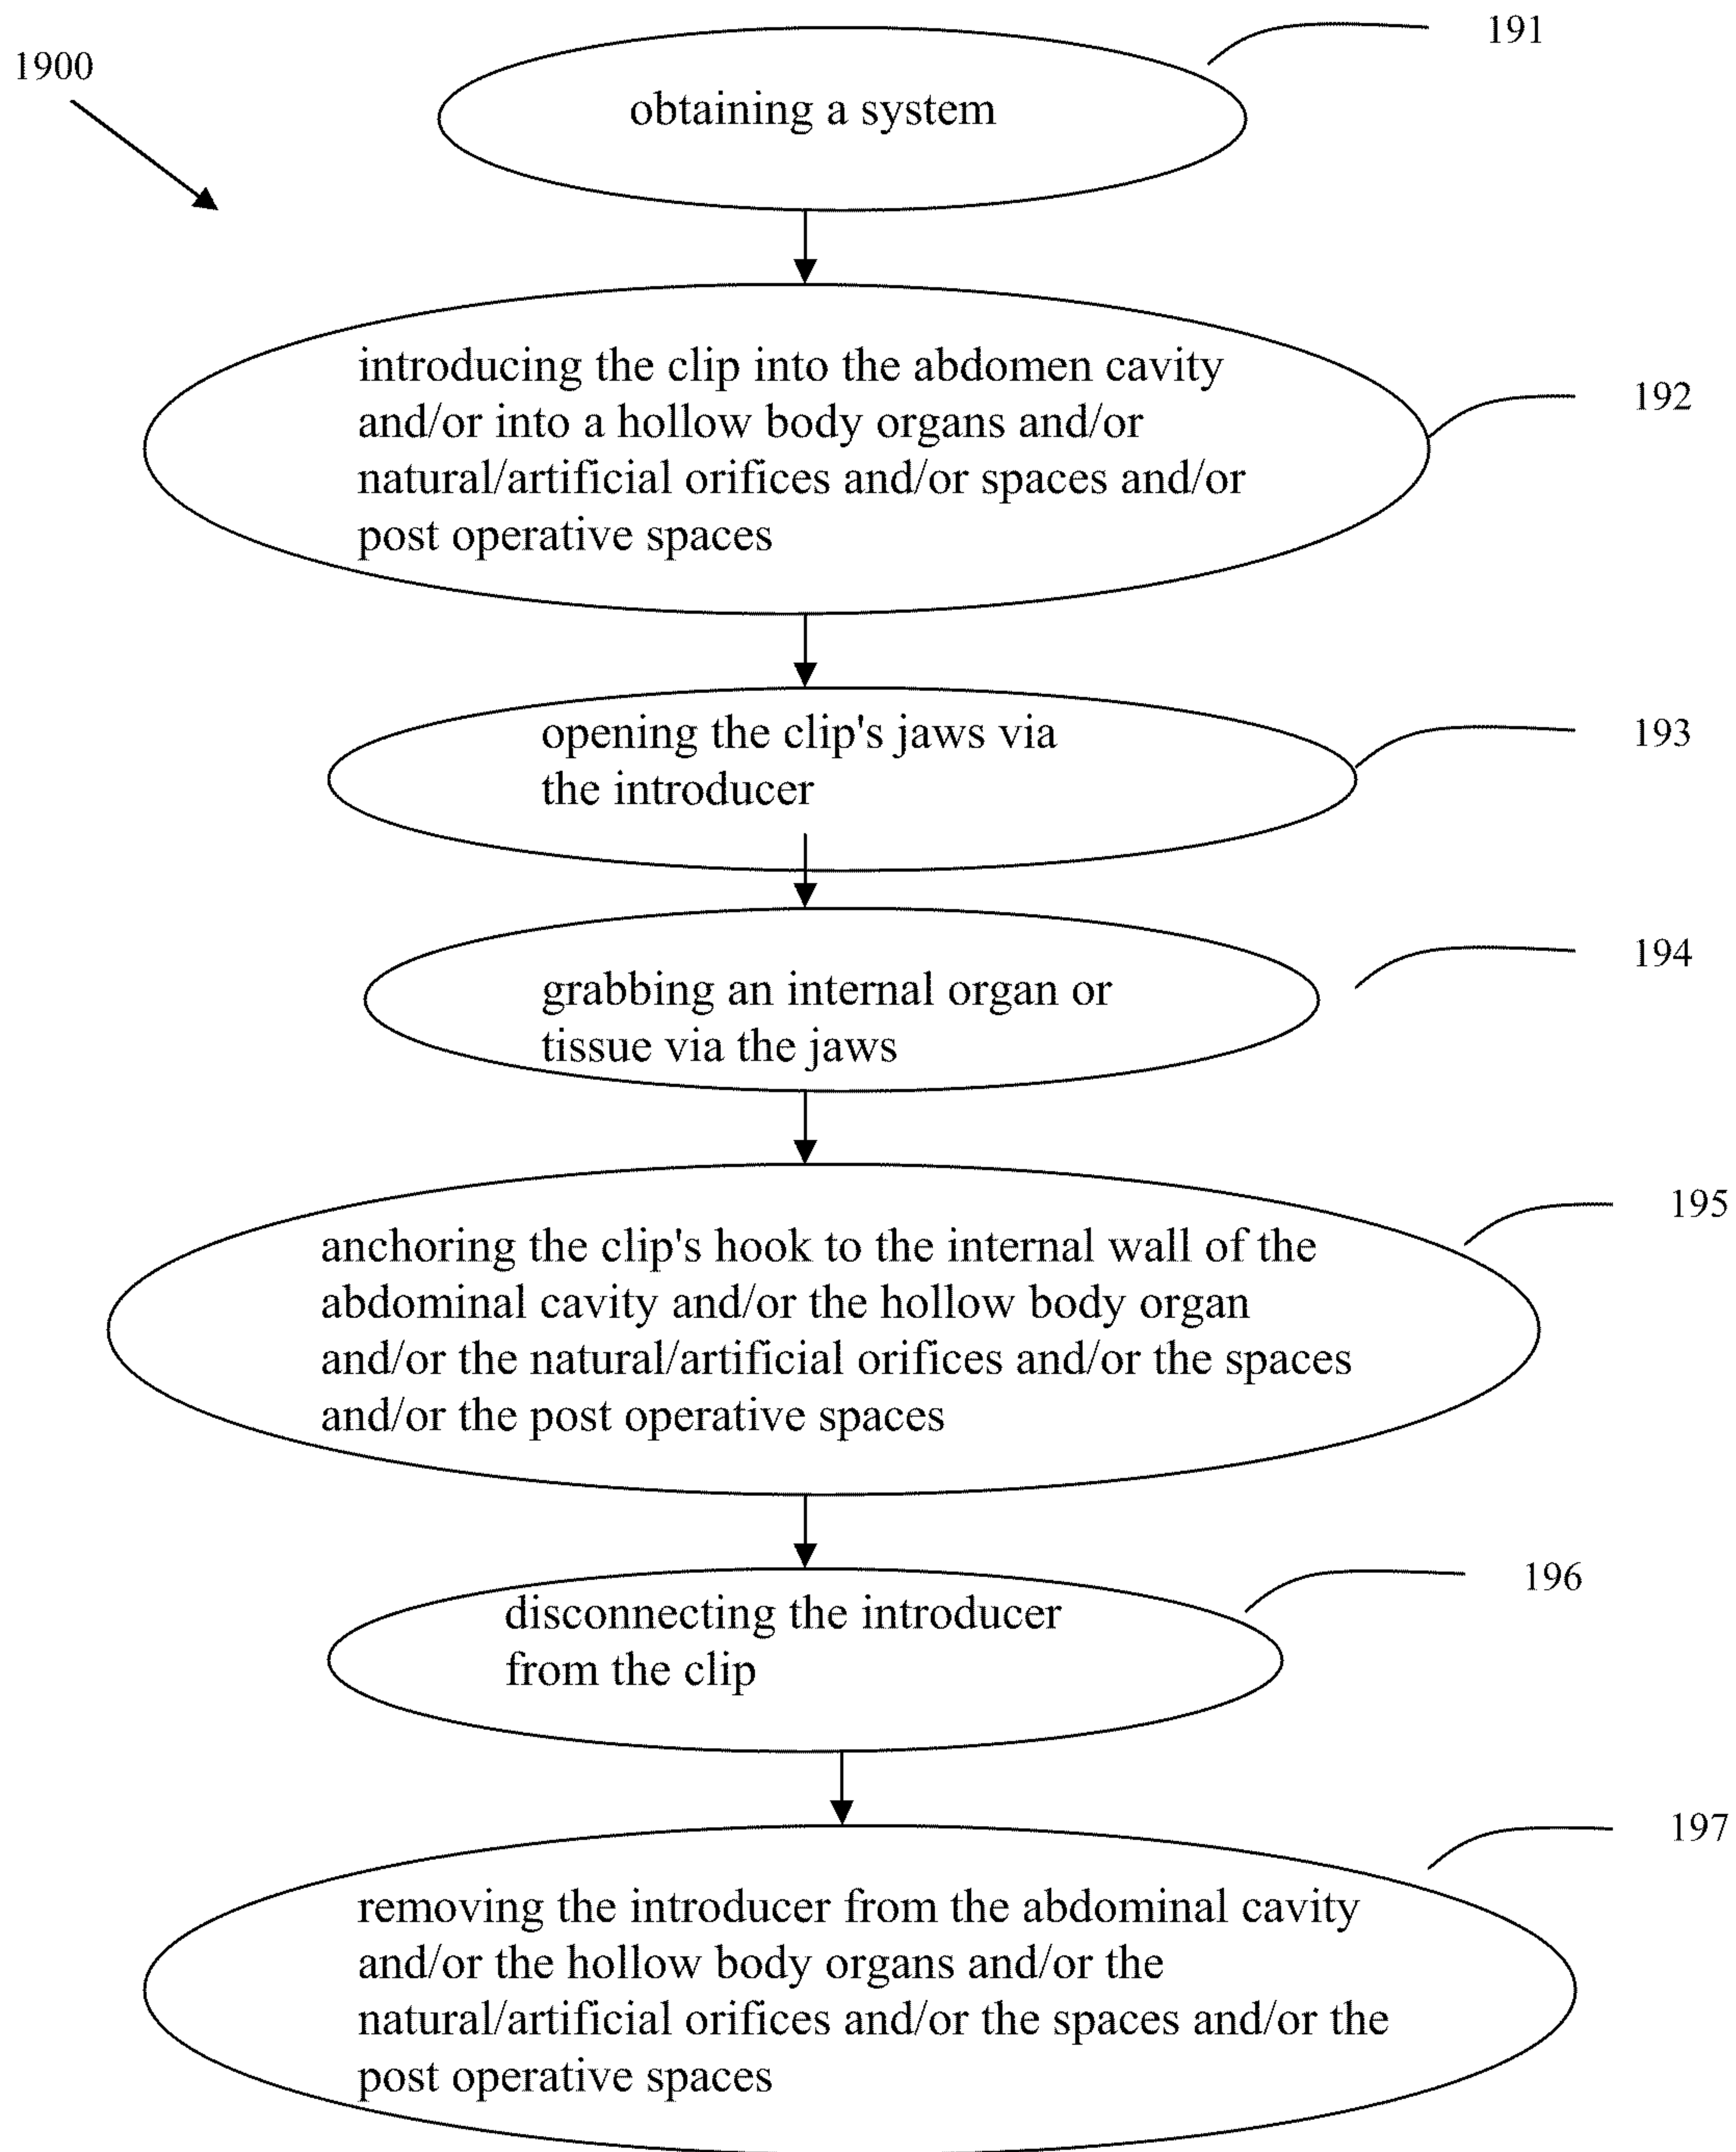 191
1900
obtaining a system
introducing the clip into the abdomen cavity
and/or into a hollow body organs and/or
natural/artificial orifices and/or spaces and/or
post operative spaces
192
opening the clip's jaws via
the introducer
193
grabbing an internal organ or
tissue via the jaws
194
anchoring the clip's hook to the internal wall of the
abdominal cavity and/or the hollow body organ
and/or the natural/artificial orifices and/or the spaces
and/or the post operative spaces
195
disconnecting the introducer
from the clip
196
removing the introducer from the abdominal cavity
and/or the hollow body organs and/or the
natural/artificial orifices and/or the spaces and/or the
post operative spaces
197